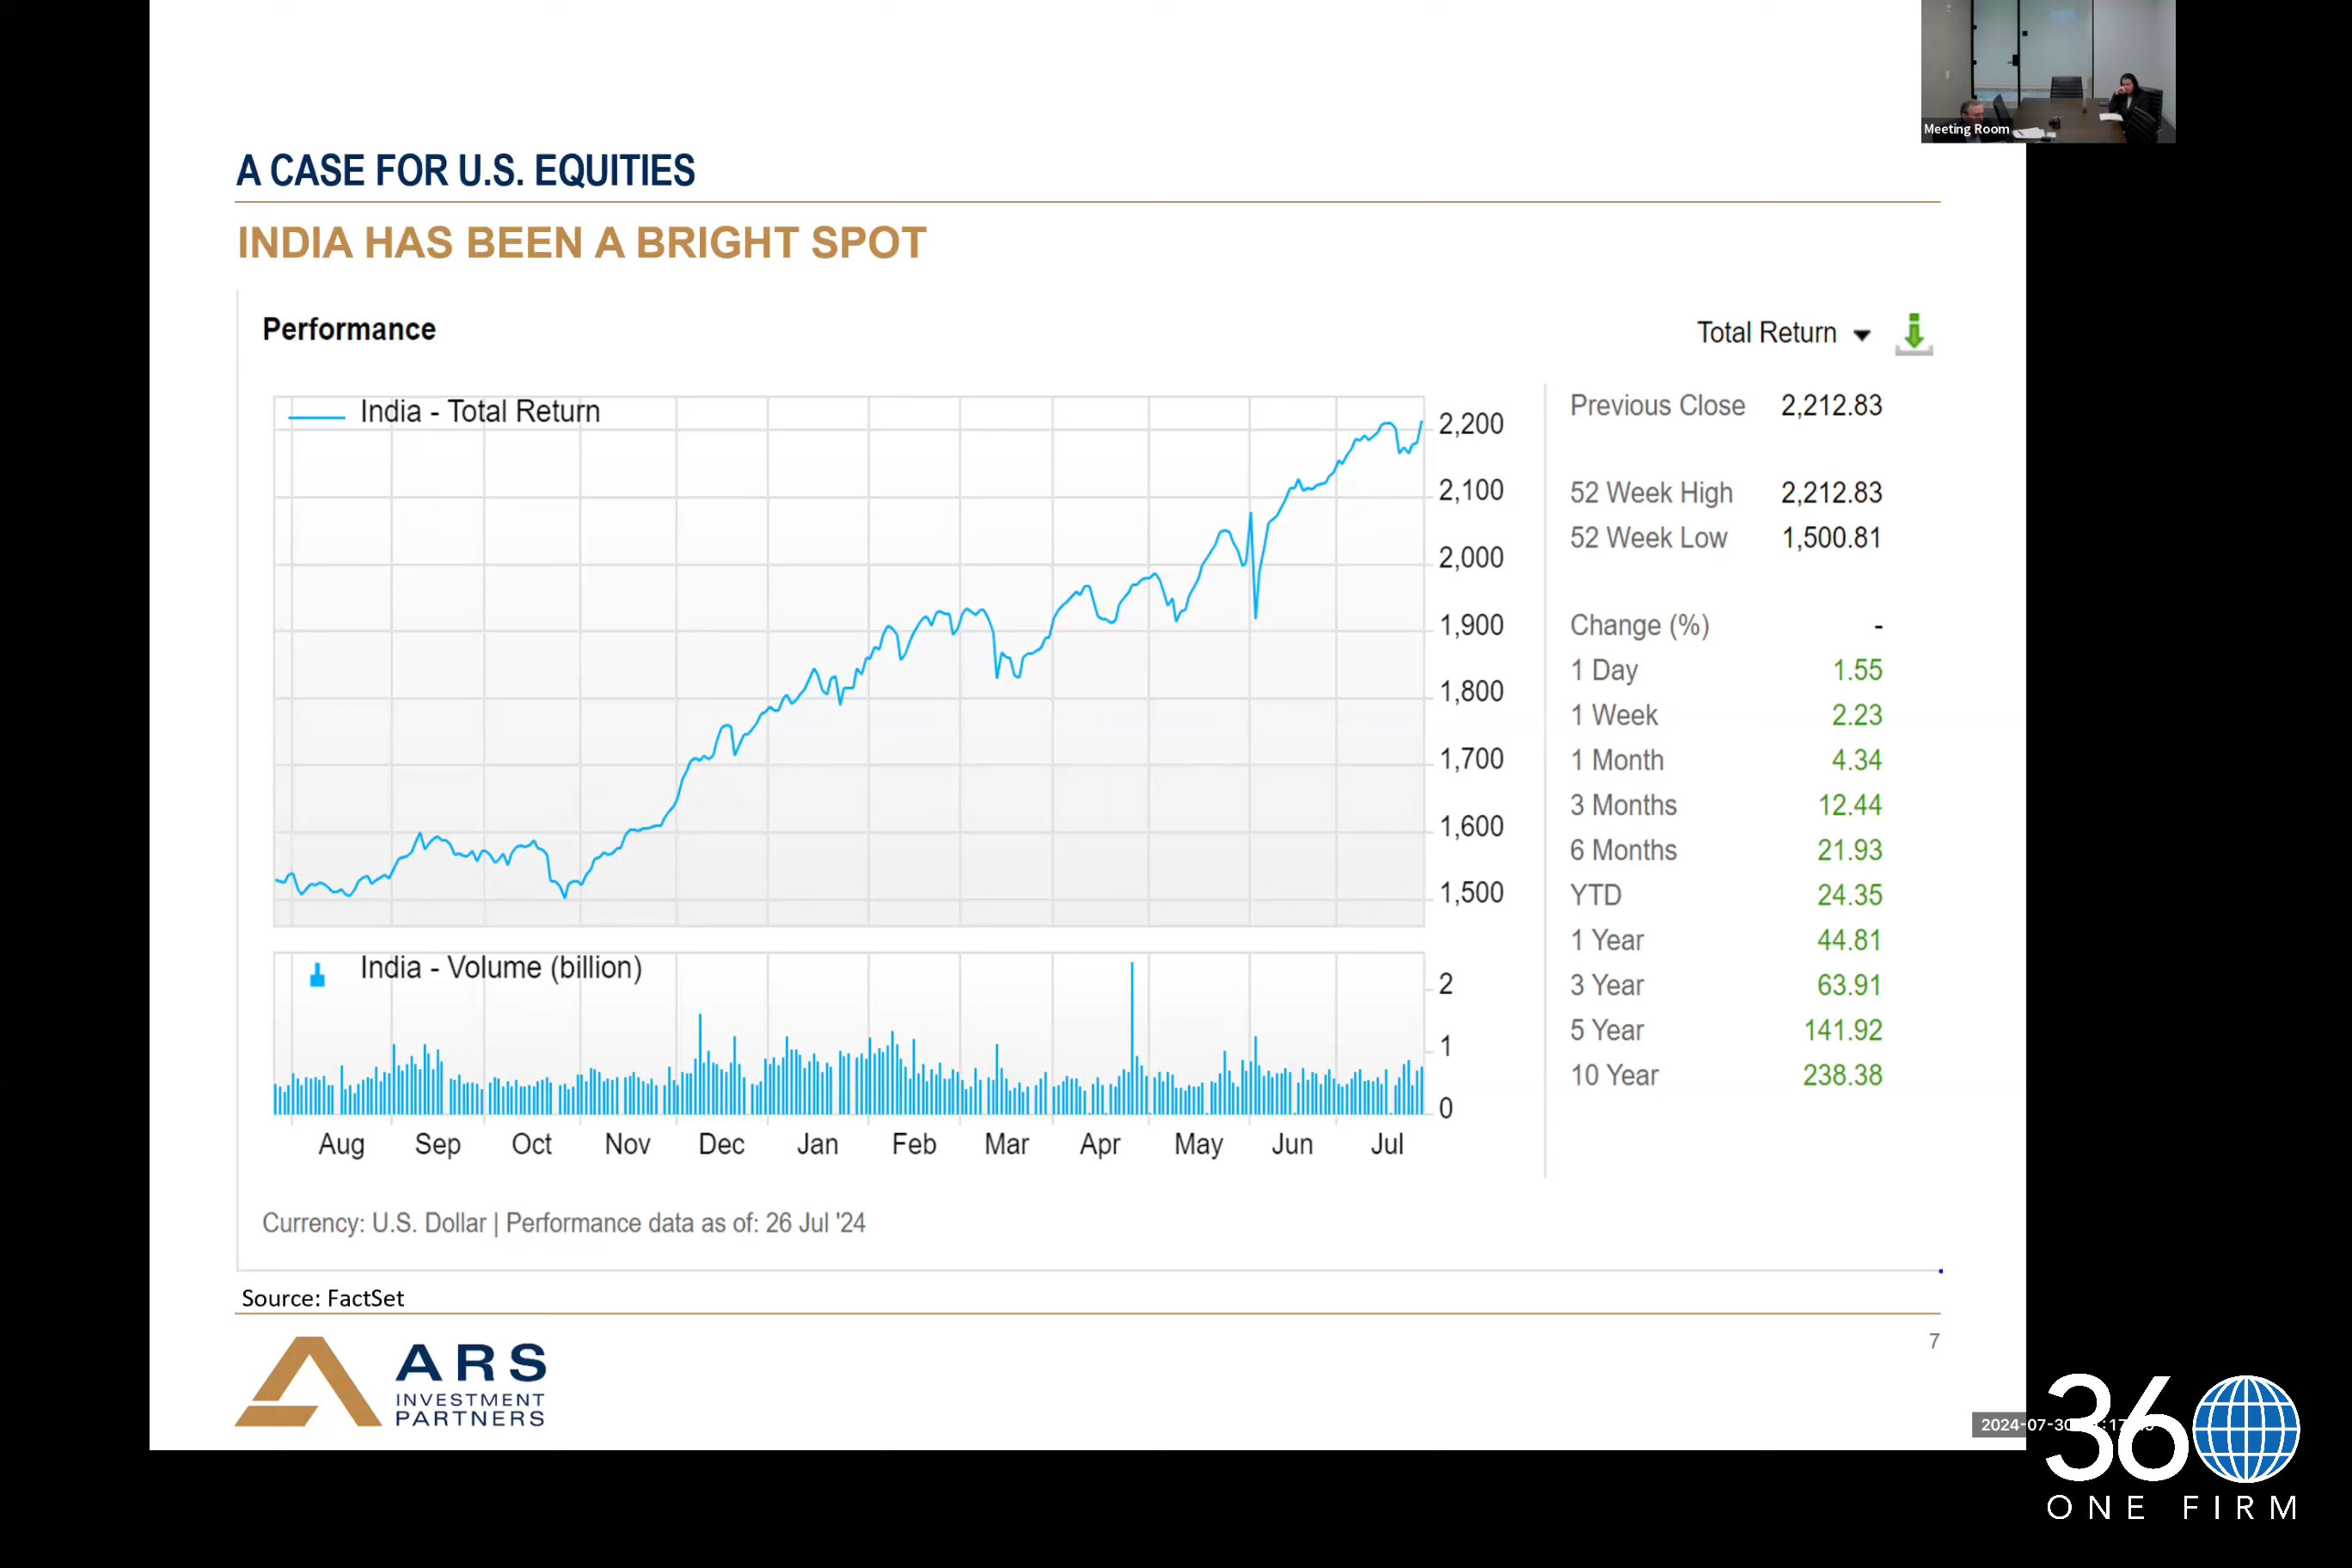 Meeting Room
A CASE FOR U.S. EQUITIES
INDIA HAS BEEN A BRIGHT SPOT
Performance
Total Return
India - Total Return
2,200
2,100
2,000
1,900
1,800
1,700
1,600
1,500
India - Volume (billion)
2
1
0
Aug Sep Oct Nov Dec Jan Feb Mar Apr May Jun Jul
Previous Close 2,212.83
52 Week High 2,212.83
52 Week Low 1,500.81
Change (%) -
1 Day 1.55
1 Week 2.23
1 Month 4.34
3 Months 12.44
6 Months 21.93
YTD 24.35
1 Year 44.81
3 Year 63.91
5 Year 141.92
10 Year 238.38
Currency: U.S. Dollar | Performance data as of: 26 Jul '24
Source: FactSet
7
ARS
INVESTMENT
PARTNERS
2024-07-30
360
ONE FIRM